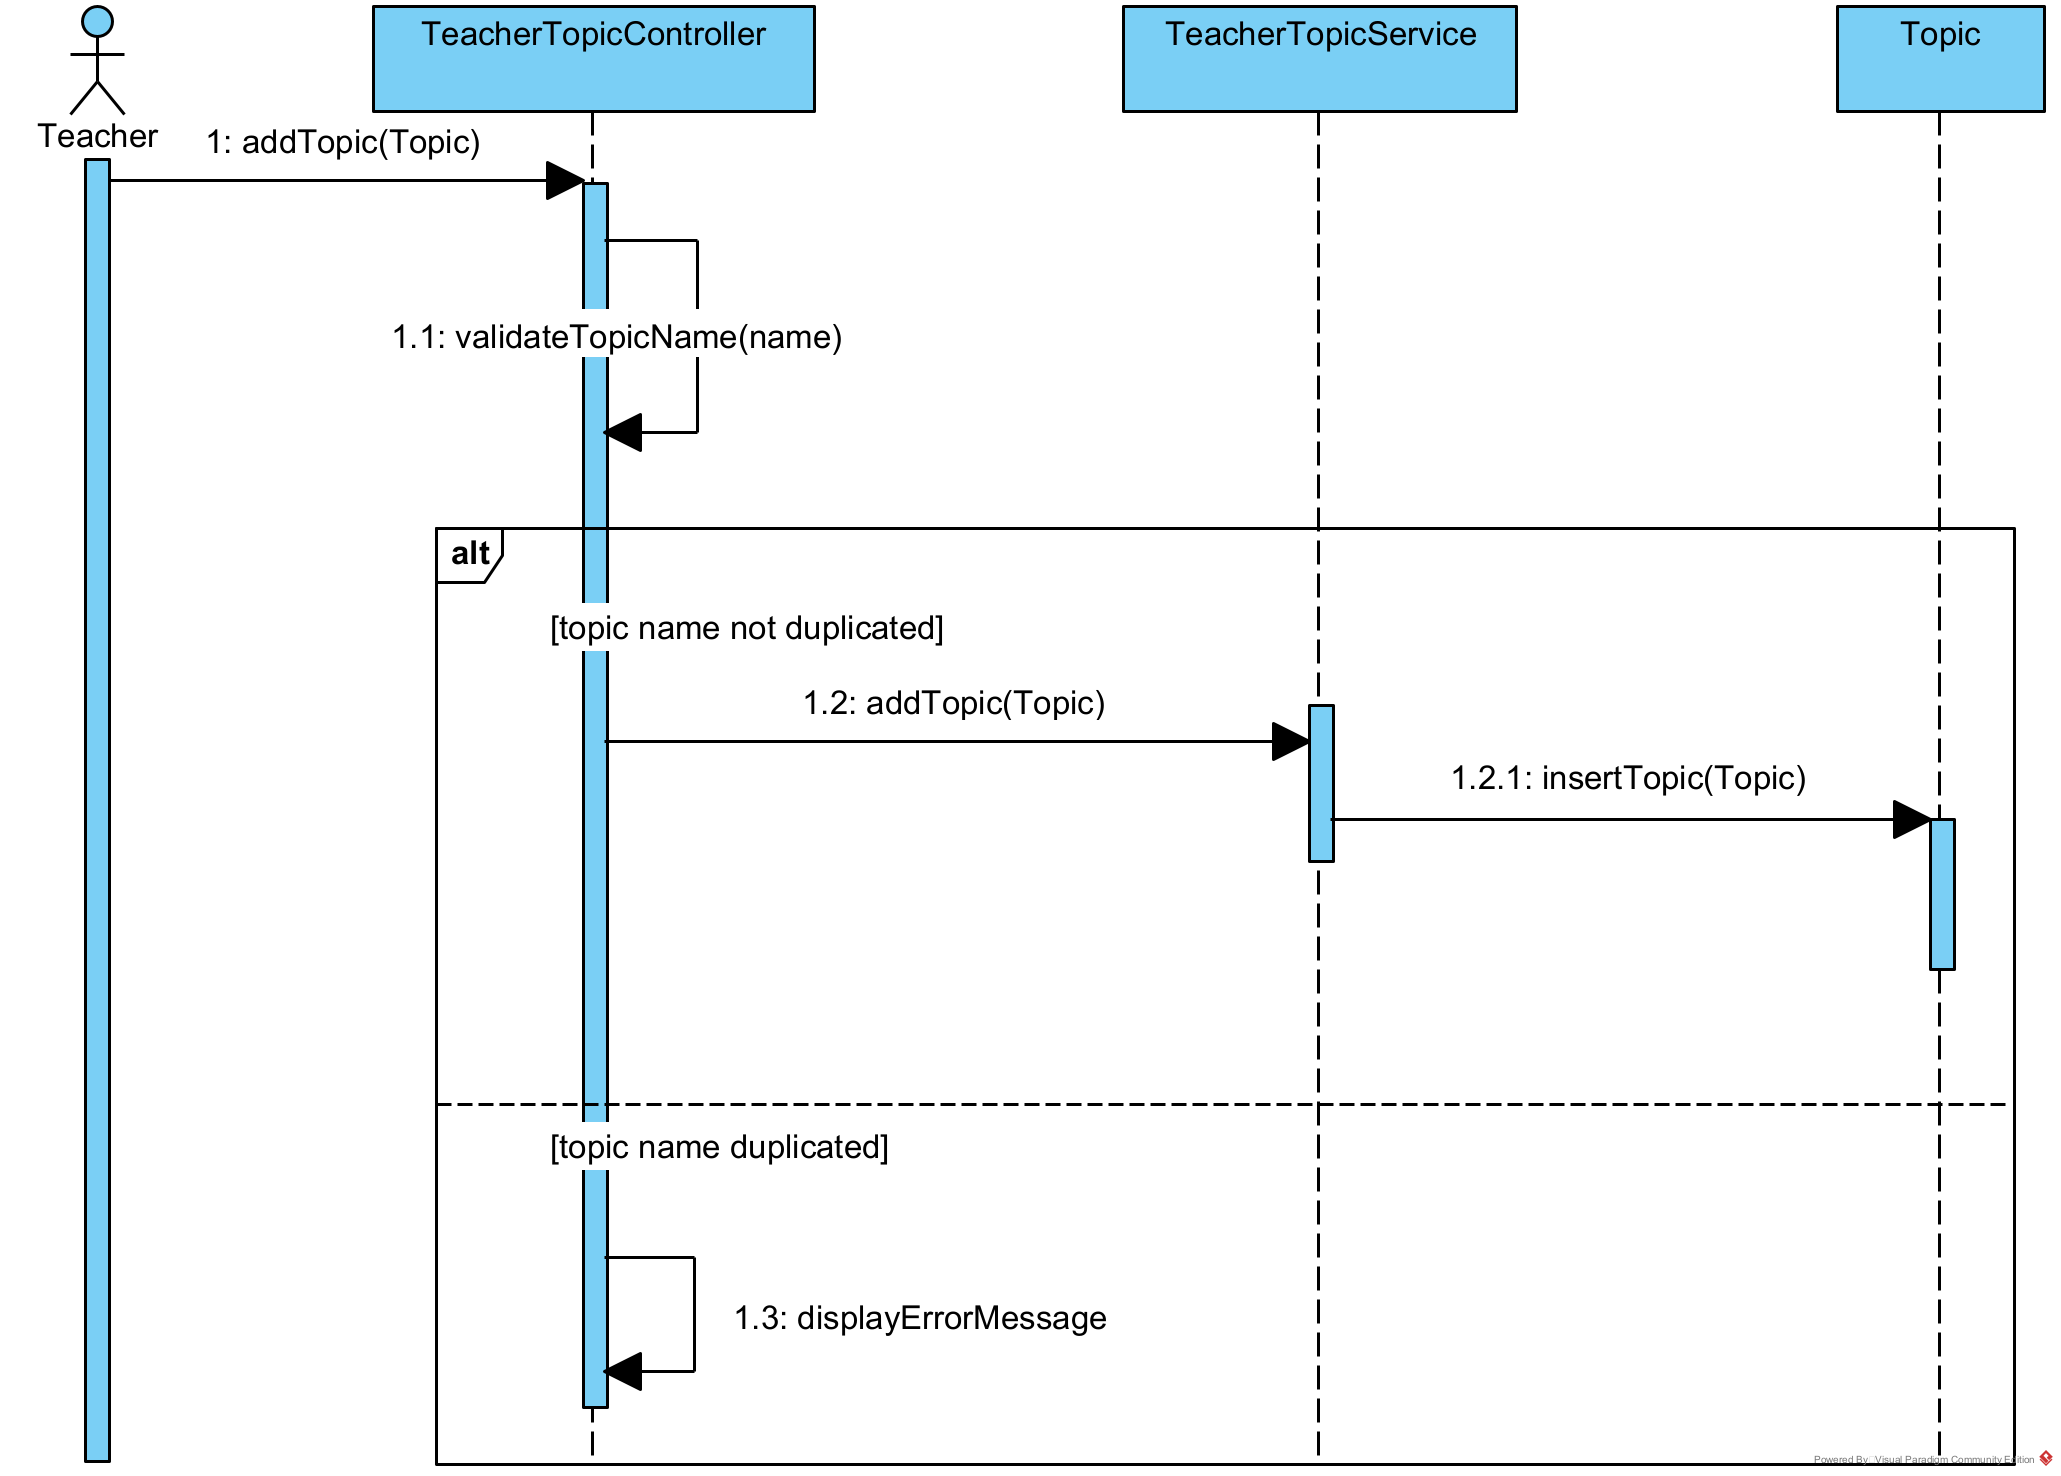 TeacherTopicController
TeacherTopicService
Topic
Teacher
1: addTopic(Topic)
1.1: validateTopicName(name)
alt
[topic name not duplicated]
1.2: addTopic(Topic)
1.2.1: insertTopic(Topic)
[topic name duplicated]
1.3: displayErrorMessage
Powered By Visual Paradigm Community Edition